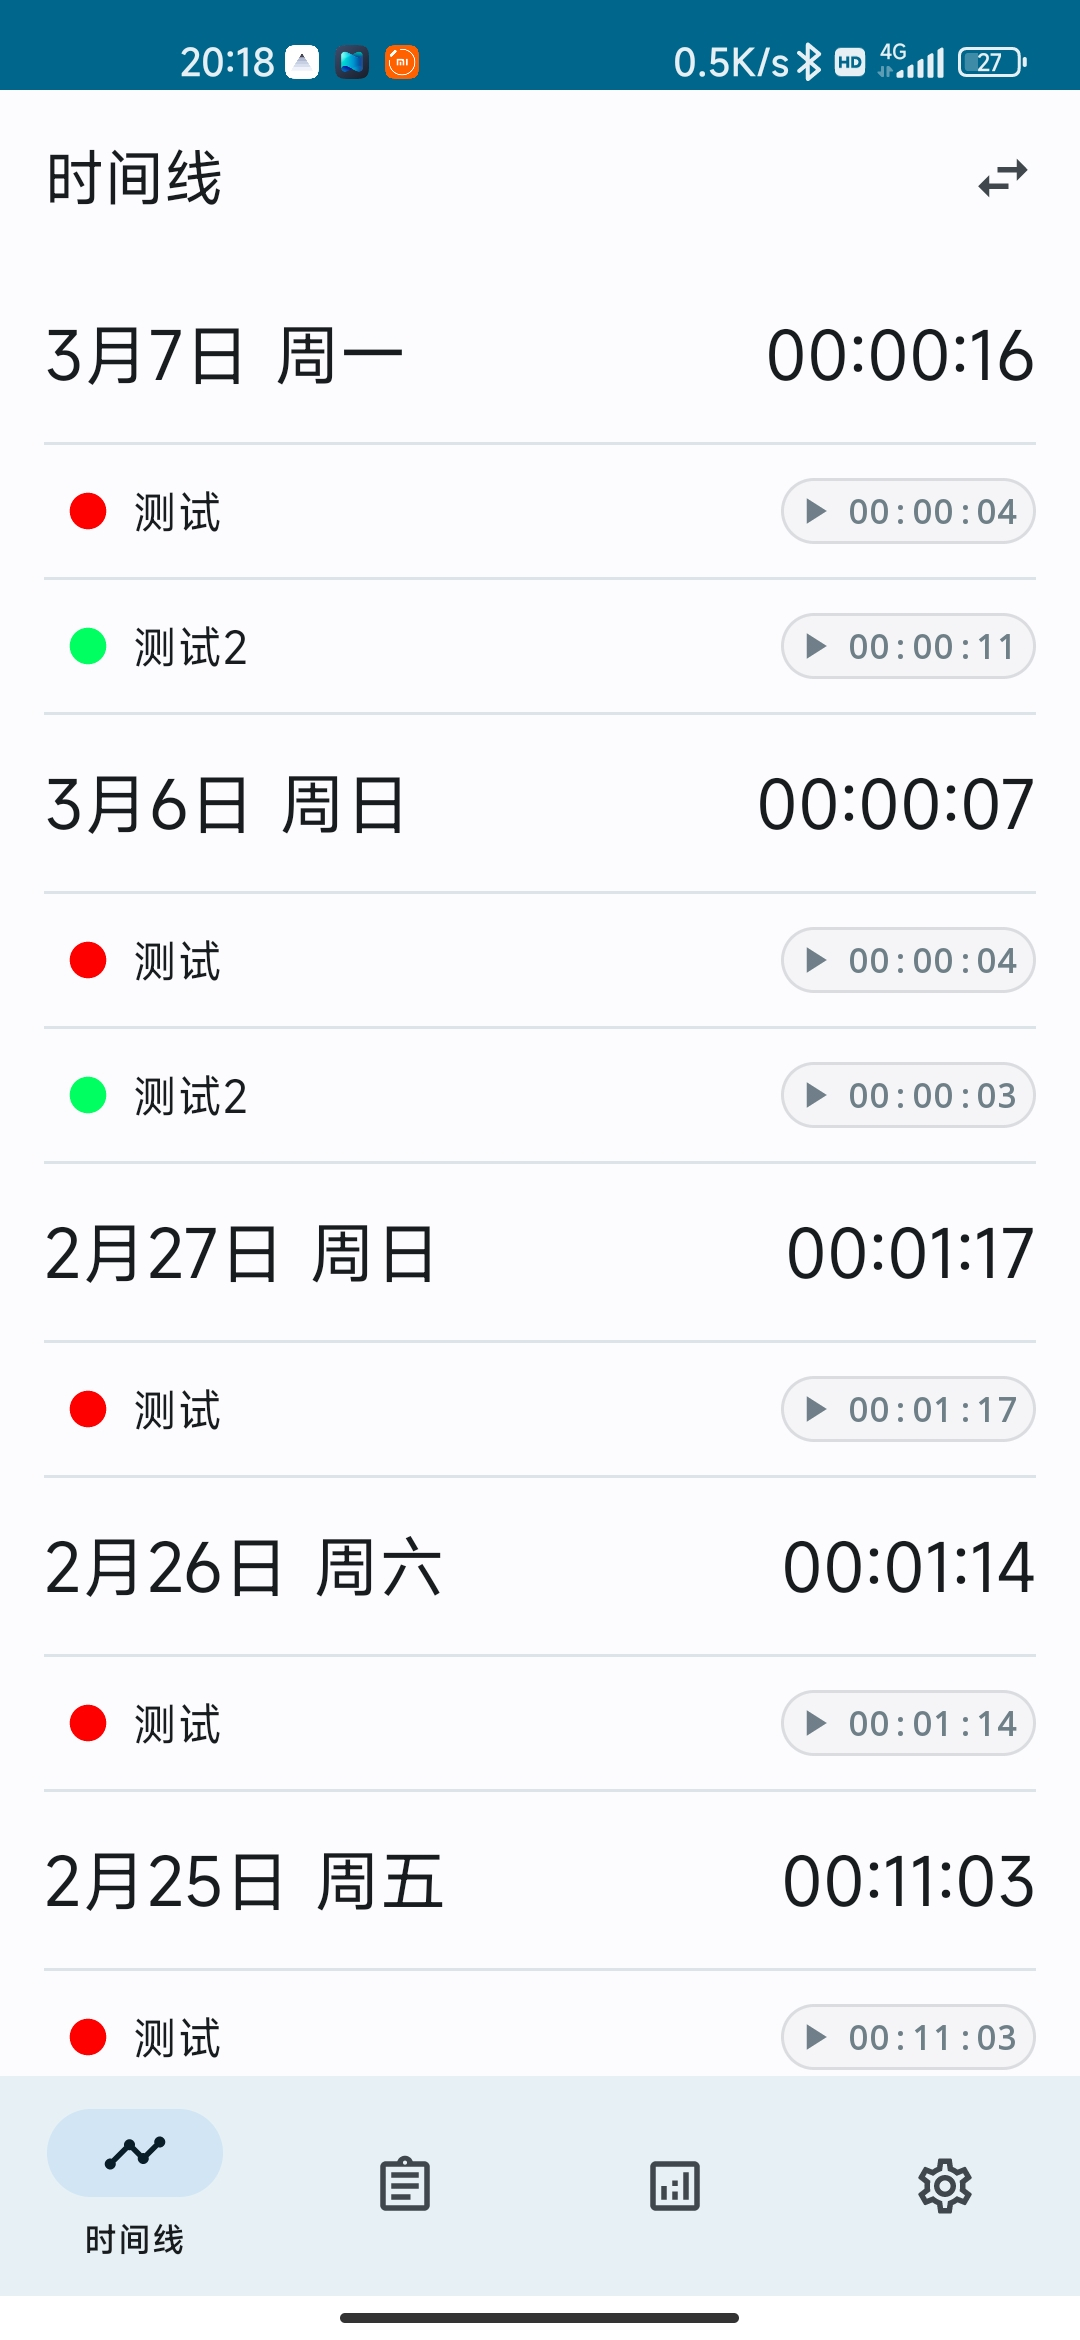 20:18 0.5K/s HD 4G 27
时间线
3月7日 周一 00:00:16
测试 00:00:04
测试2 00:00:11
3月6日 周日 00:00:07
测试 00:00:04
测试2 00:00:03
2月27日 周日 00:01:17
测试 00:01:17
2月26日 周六 00:01:14
测试 00:01:14
2月25日 周五 00:11:03
测试 00:11:03
时间线